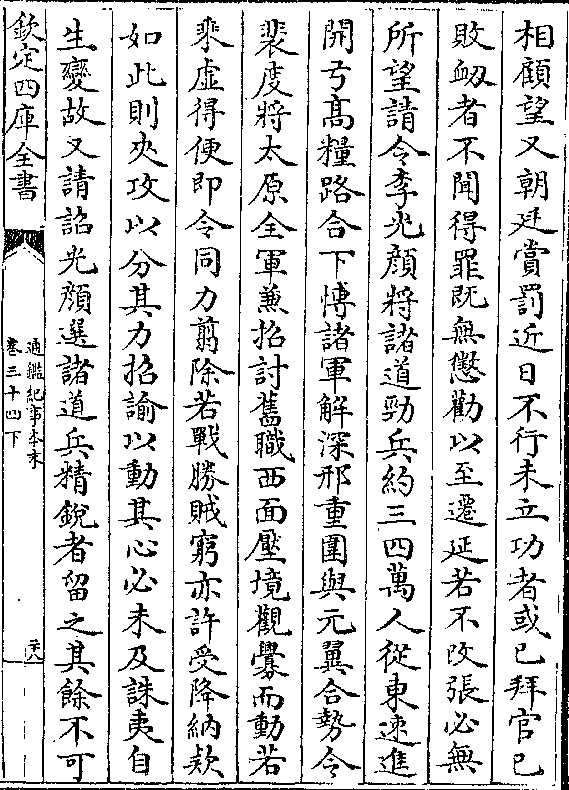 相顧望又朝廷賞罰近日不行未立功者或已拜官已
敗衂者不聞得罪既無懲勸以至遷延若不改張必無
所望請令李光顔將諸道勁兵約三四萬人從東速進
開弓高糧路合下博諸軍解深邢重圍與元翼合勢令
裴度將太原全軍兼招討舊職西面壓境觀釁而動若
乘虚得便即令同力翦除若戰勝賊窮亦許受降納欵
如此則夾攻以分其力招諭以動其心必未及誅夷自
生變故又請詔光顔選諸道兵精銳者留之其餘不可
欽定四庫全書
通鑑紀事本末
卷三十四下
二十八